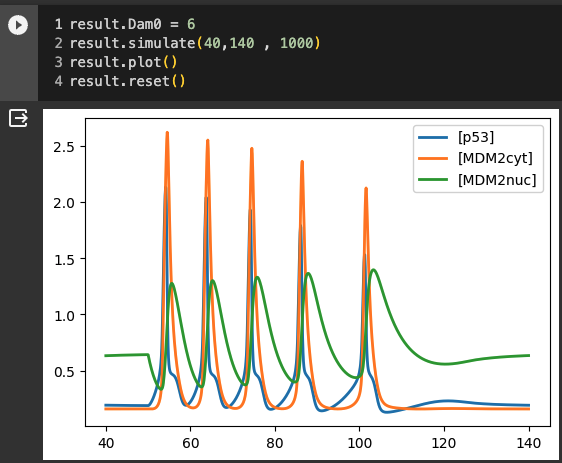 1 result.Dam0 = 6
2 result.simulate(40,140 , 1000)
3 result.plot()
4 result.reset()
[p53]
[MDM2cyt]
[MDM2nuc]
2.5
2.0
1.5
1.0
0.5
40 60 80 100 120 140